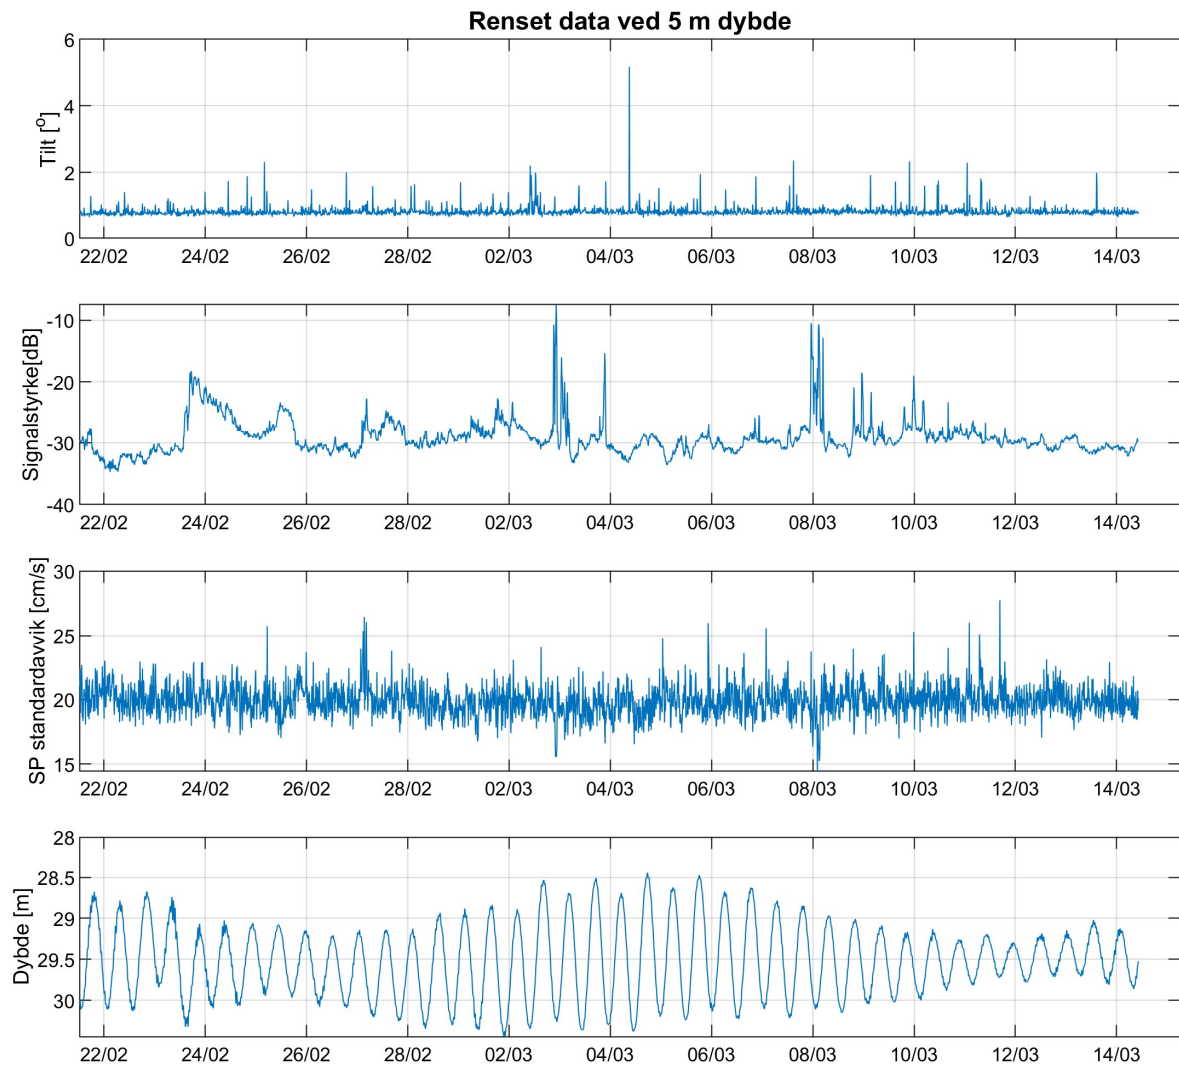 Renset data ved 5 m dybde
Tilt [o]
6
4
2
0
22/02 24/02 26/02 28/02 02/03 04/03 06/03 08/03 10/03 12/03 14/03
Signalstyrke[dB]
-10
-20
-30
-40
22/02 24/02 26/02 28/02 02/03 04/03 06/03 08/03 10/03 12/03 14/03
SP standardavvik [cm/s]
30
25
20
15
22/02 24/02 26/02 28/02 02/03 04/03 06/03 08/03 10/03 12/03 14/03
Dybde [m]
28
28.5
29
29.5
30
22/02 24/02 26/02 28/02 02/03 04/03 06/03 08/03 10/03 12/03 14/03